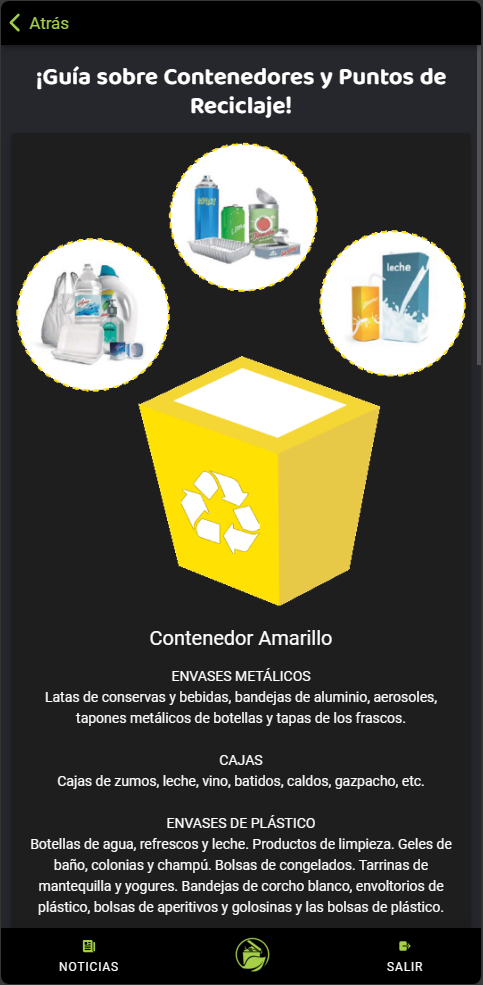 Atrás
¡Guía sobre Contenedores y Puntos de
Reciclaje!
leche
Contenedor Amarillo
ENVASES METÁLICOS
Latas de conservas y bebidas, bandejas de aluminio, aerosoles,
tapones metálicos de botellas y tapas de los frascos.
CAJAS
Cajas de zumos, leche, vino, batidos, caldos, gazpacho, etc.
ENVASES DE PLÁSTICO
Botellas de agua, refrescos y leche. Productos de limpieza. Geles de
baño, colonias y champú. Bolsas de congelados. Tarrinas de
mantequilla y yogures. Bandejas de corcho blanco, envoltorios de
plástico, bolsas de aperitivos y golosinas y las bolsas de plástico.
NOTICIAS
SALIR